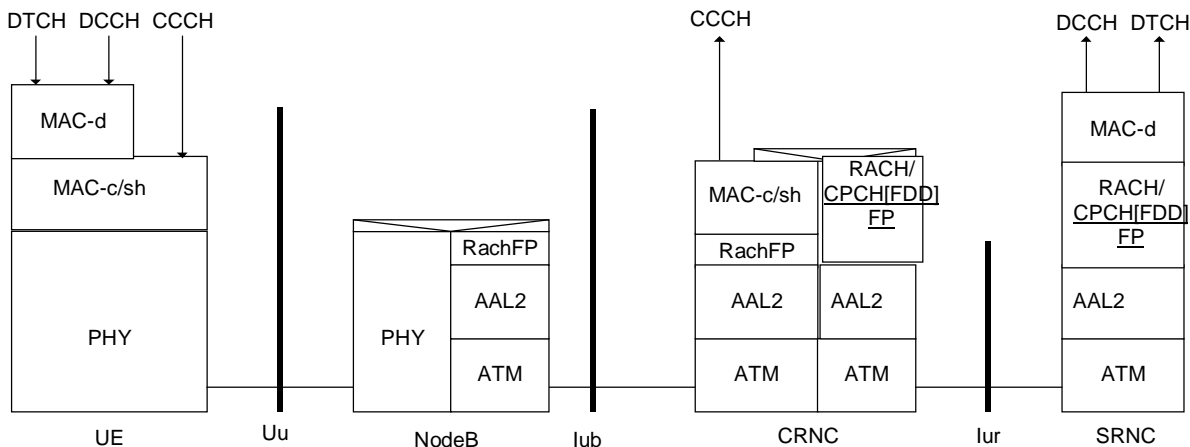 DTCH DCCH CCCH
CCCH
DCCH DTCH
MAC-d
MAC-c/sh
PHY
PHY
RachFP
AAL2
ATM
MAC-c/sh
RachFP
AAL2
ATM
RACH/
CPCH[FDD]
FP
AAL2
ATM
MAC-d
RACH/
CPCH[FDD]
FP
AAL2
ATM
UE
Uu
NodeB
Iub
CRNC
Iur
SRNC